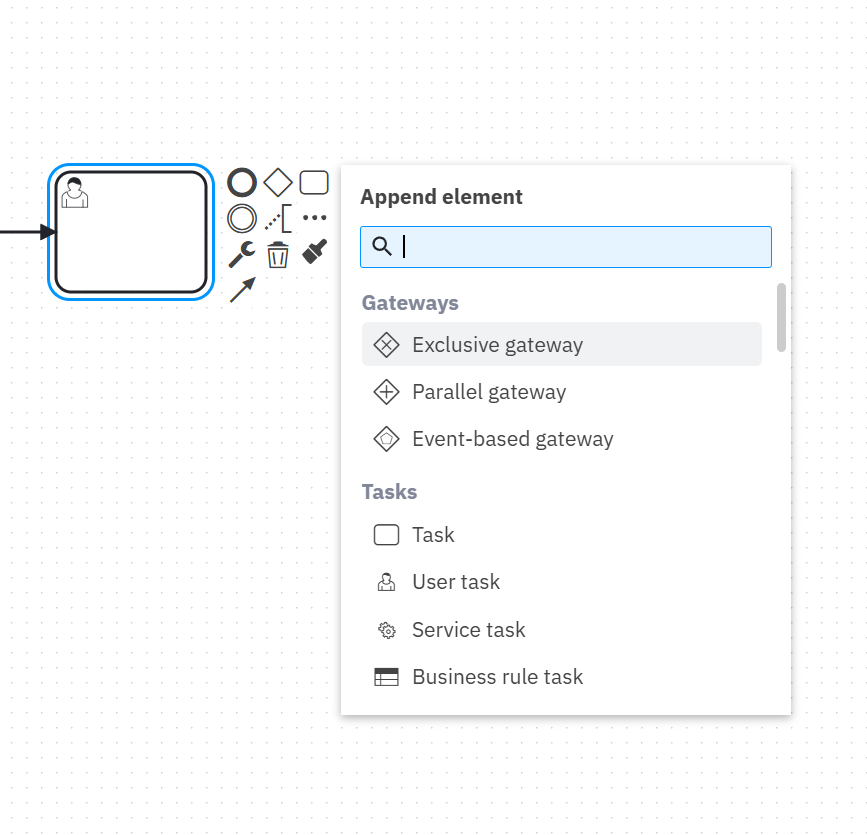 Append element
Gateways
Exclusive gateway
Parallel gateway
Event-based gateway
Tasks
Task
User task
Service task
Business rule task